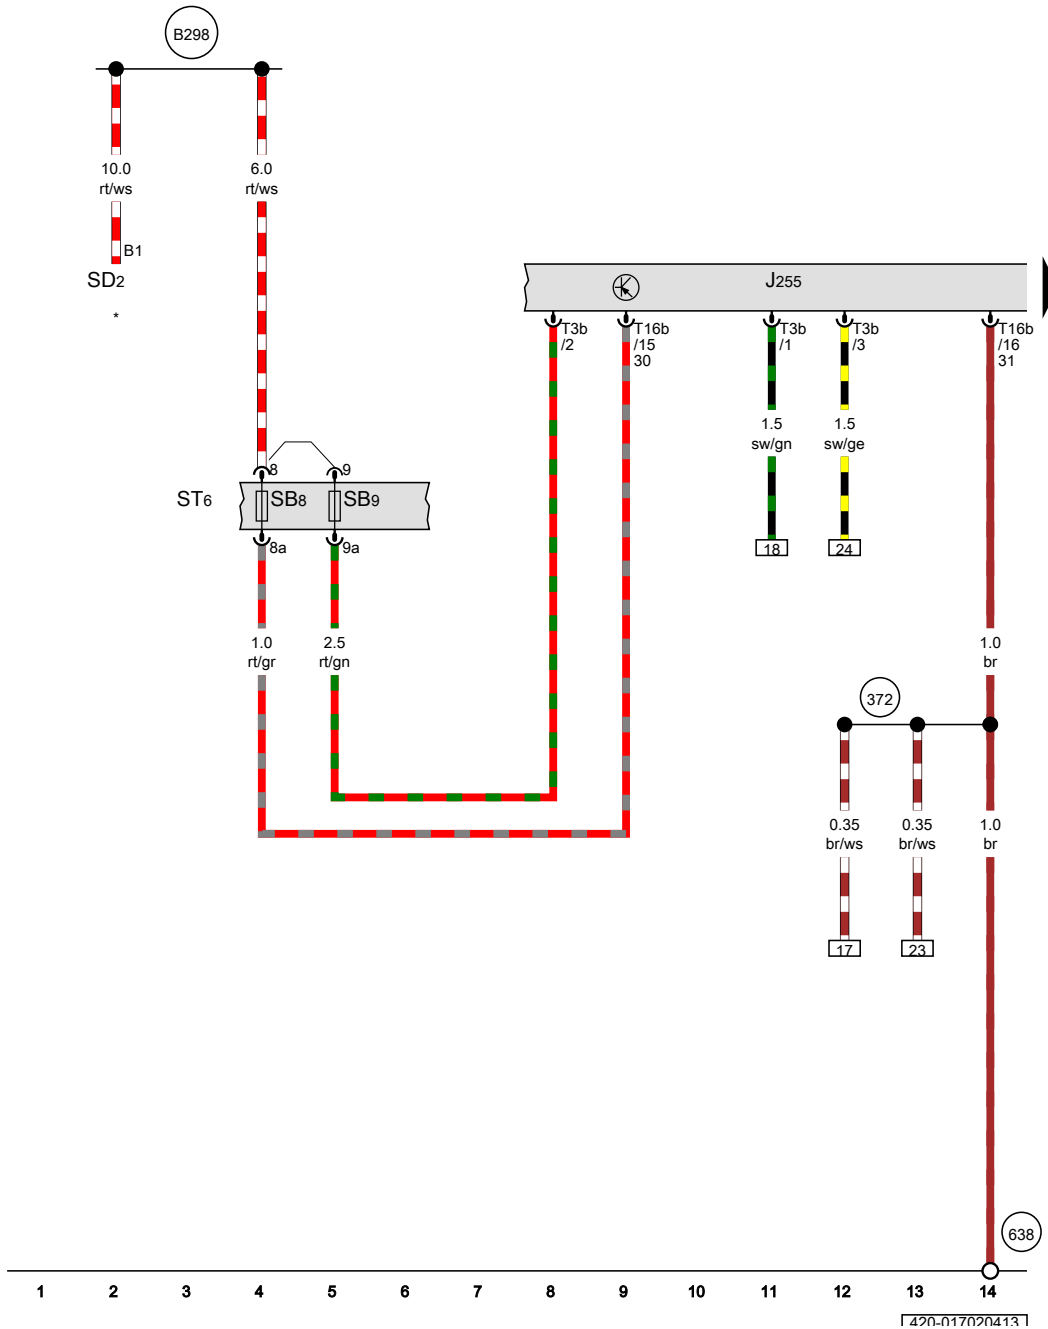 B298
10.0
rt/ws
6.0
rt/ws
B1
SD2
*
J255
T3b
/2
T16b
/15
30
T3b
/1
T3b
/3
T16b
/16
31
1.5
sw/gn
1.5
sw/ge
8
9
ST6
SB8
SB9
8a
9a
18
24
1.0
rt/gr
2.5
rt/gn
1.0
br
372
0.35
br/ws
0.35
br/ws
1.0
br
17
23
638
1 2 3 4 5 6 7 8 9 10 11 12 13 14
420-017020413